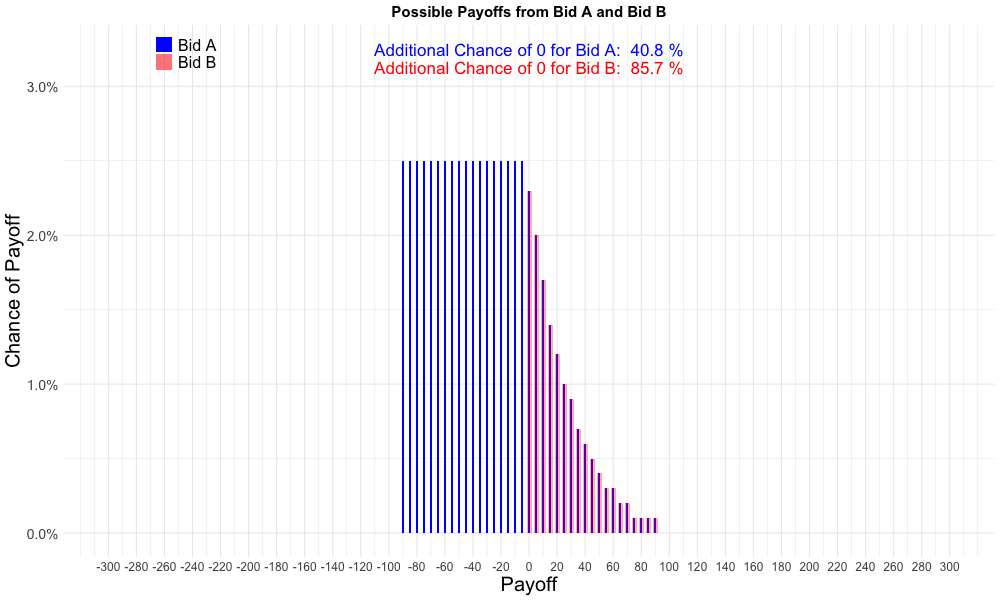 Possible Payoffs from Bid A and Bid B
Bid A
Bid B
Additional Chance of 0 for Bid A: 40.8 %
Additional Chance of 0 for Bid B: 85.7 %
Chance of Payoff
3.0%
2.0%
1.0%
0.0%
-300 -280 -260 -240 -220 -200 -180 -160 -140 -120 -100 -80 -60 -40 -20 0 20 40 60 80 100 120 140 160 180 200 220 240 260 280 300
Payoff